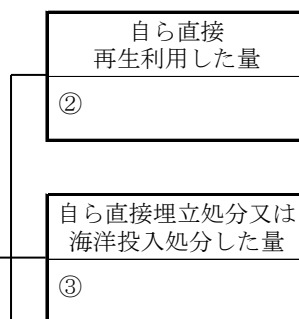 自ら直接
再生利用した量
②
自ら直接埋立処分又は
海洋投入処分した量
③